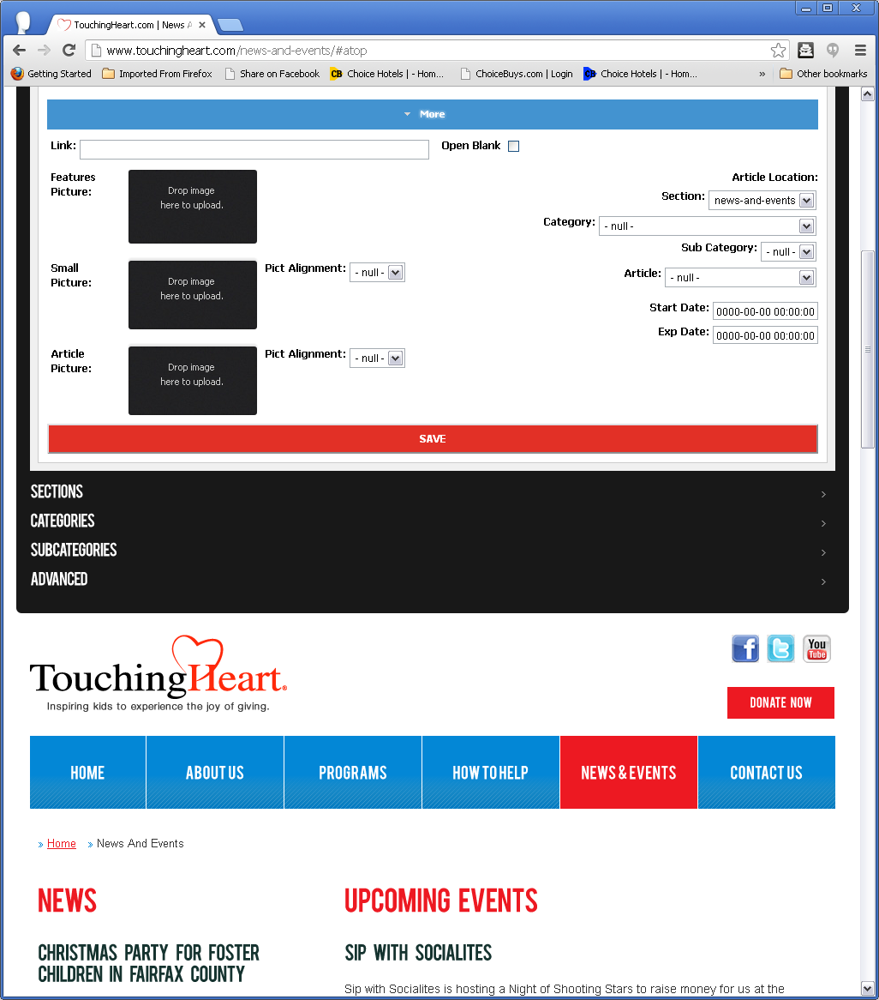 TouchingHeart.com | News A
www.touchingheart.com/news-and-events/#atop
Getting Started Imported From Firefox Share on Facebook CB Choice Hotels | - Hom... ChoiceBuys.com | Login CB Choice Hotels | - Hom... » Other bookmarks
More
Link: Open Blank
Features
Picture:
Drop image
here to upload.
Article Location:
Section: news-and-events
Category: - null -
Sub Category: - null -
Small
Picture:
Drop image
here to upload.
Pict Alignment: - null -
Article: - null -
Start Date: 0000-00-00 00:00:00
Exp Date: 0000-00-00 00:00:00
Article
Picture:
Drop image
here to upload.
Pict Alignment: - null -
SAVE
SECTIONS
CATEGORIES
SUBCATEGORIES
ADVANCED
TouchingHeart®
Inspiring kids to experience the joy of giving.
You
Tube
DONATE NOW
HOME ABOUT US PROGRAMS HOW TO HELP NEWS & EVENTS CONTACT US
» Home » News And Events
NEWS
CHRISTMAS PARTY FOR FOSTER
CHILDREN IN FAIRFAX COUNTY
UPCOMING EVENTS
SIP WITH SOCIALITES
Sip with Socialites is hosting a Night of Shooting Stars to raise money for us at the